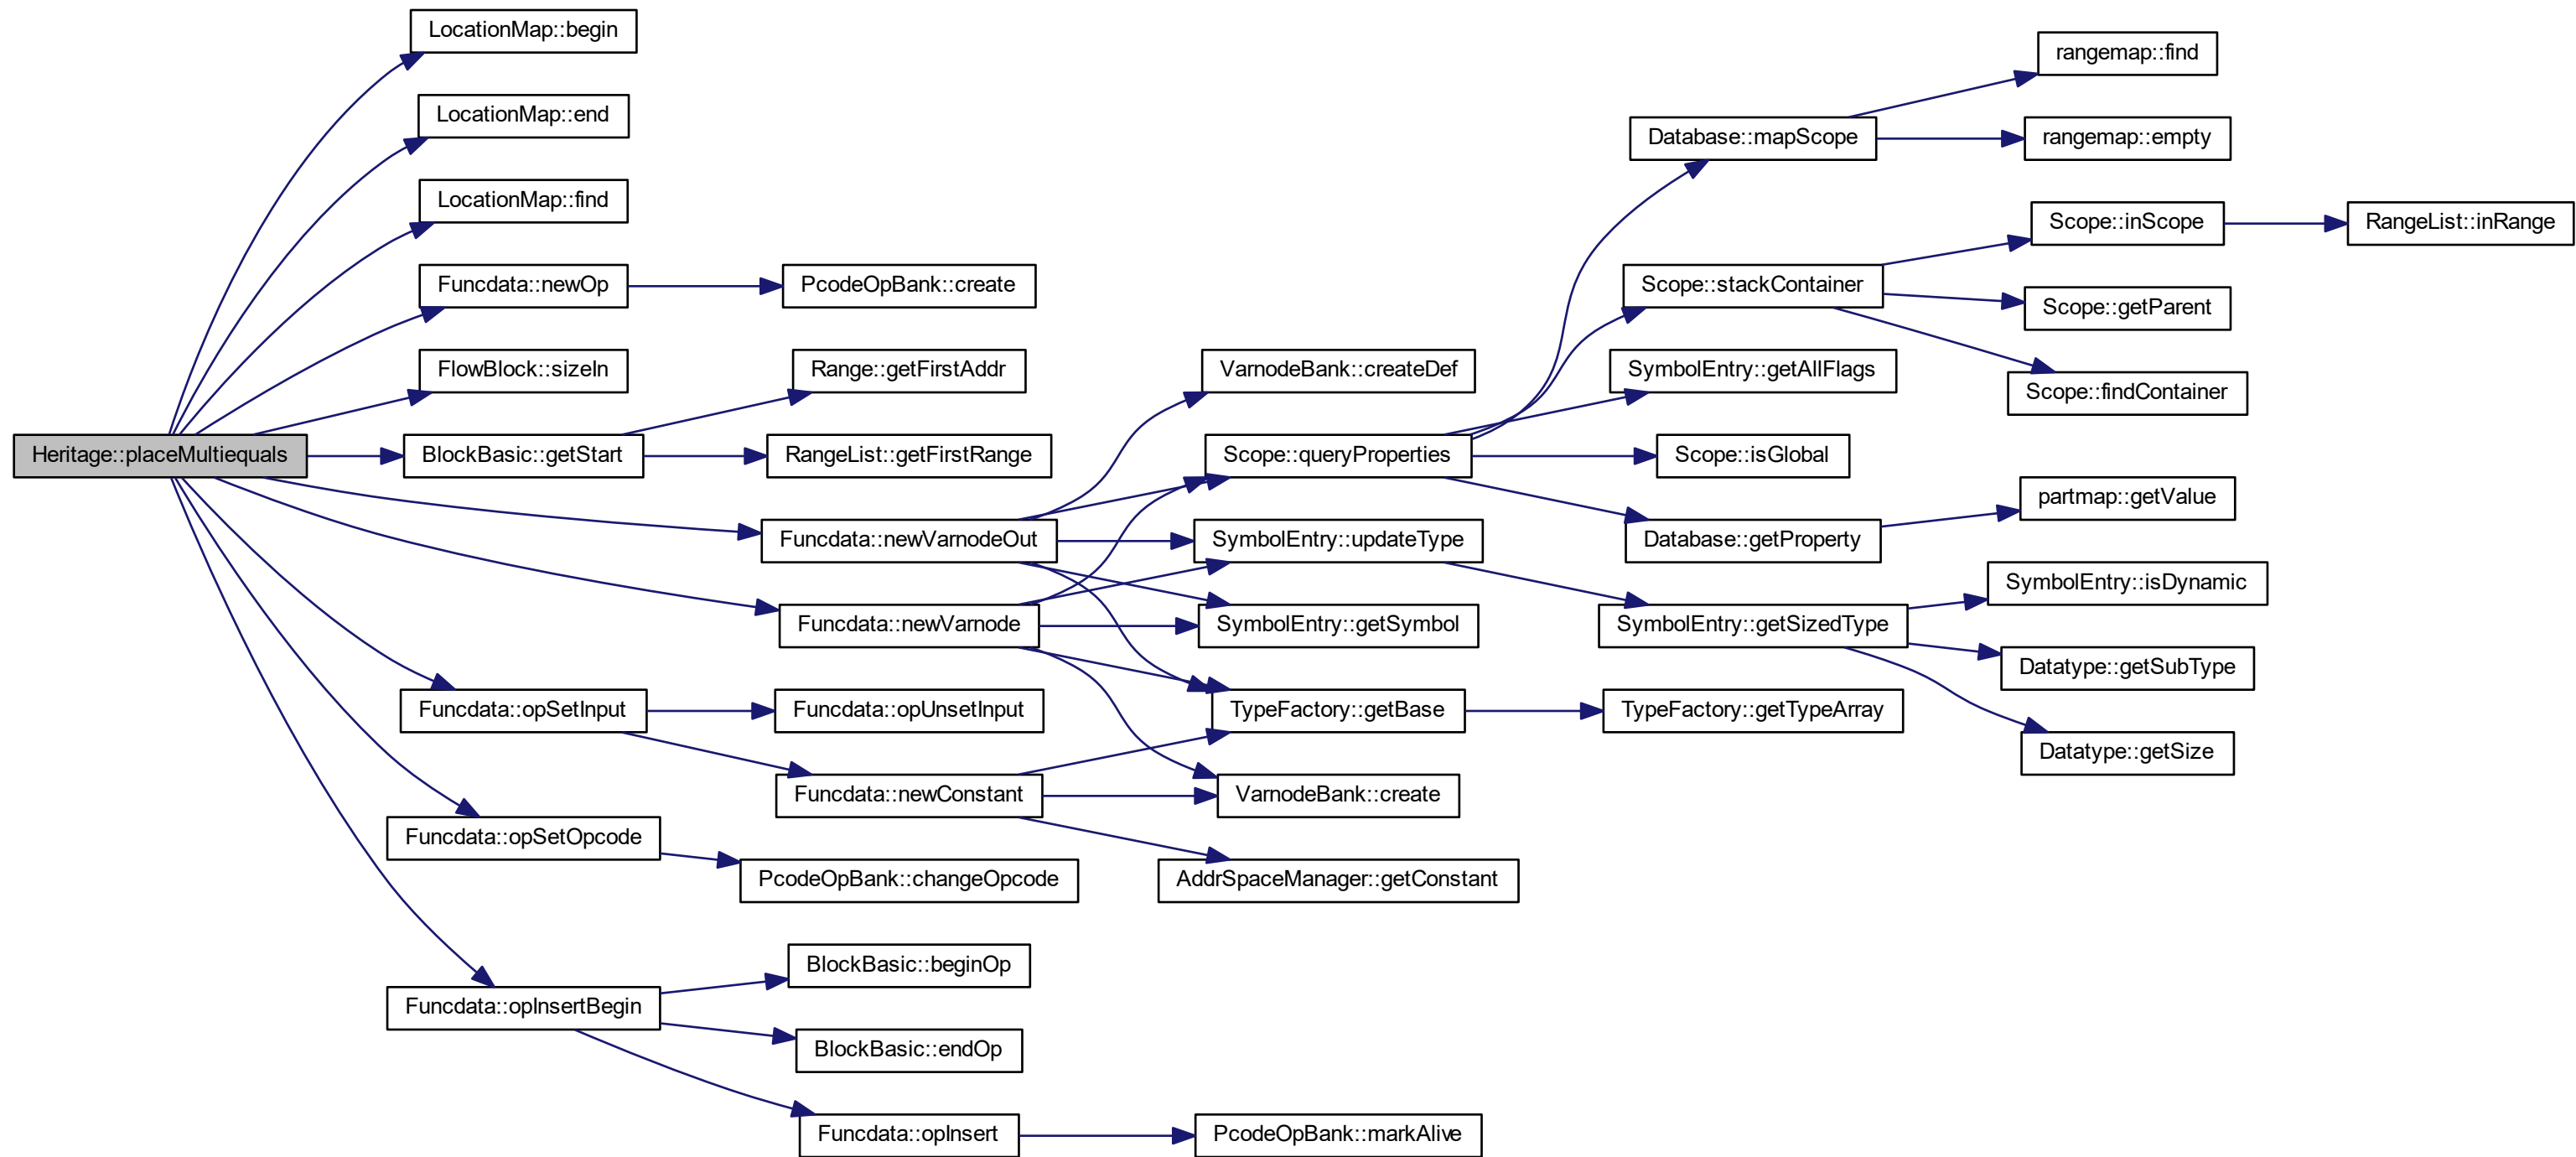 LocationMap::begin
LocationMap::end
LocationMap::find
Funcdata::newOp
FlowBlock::sizeIn
Heritage::placeMultiequals
BlockBasic::getStart
Funcdata::opSetInput
Funcdata::opSetOpcode
Funcdata::opInsertBegin
PcodeOpBank::create
Range::getFirstAddr
RangeList::getFirstRange
Funcdata::newVarnodeOut
Funcdata::newVarnode
Funcdata::opUnsetInput
Funcdata::newConstant
PcodeOpBank::changeOpcode
BlockBasic::beginOp
BlockBasic::endOp
Funcdata::opInsert
VarnodeBank::createDef
Scope::queryProperties
SymbolEntry::updateType
SymbolEntry::getSymbol
TypeFactory::getBase
VarnodeBank::create
AddrSpaceManager::getConstant
PcodeOpBank::markAlive
Database::mapScope
Scope::stackContainer
SymbolEntry::getAllFlags
Scope::isGlobal
Database::getProperty
SymbolEntry::getSizedType
TypeFactory::getTypeArray
rangemap::find
rangemap::empty
Scope::inScope
Scope::getParent
Scope::findContainer
partmap::getValue
SymbolEntry::isDynamic
Datatype::getSubType
Datatype::getSize
RangeList::inRange